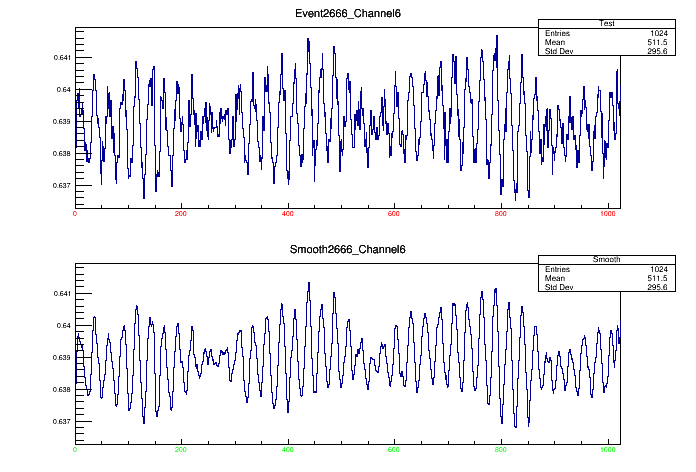 Event2666_Channel6
Test
Entries 1024
Mean 511.5
Std Dev 295.6
0.641
0.64
0.639
0.638
0.637
0 200 400 600 800 1000
Smooth2666_Channel6
Smooth
Entries 1024
Mean 511.5
Std Dev 295.6
0.641
0.64
0.639
0.638
0.637
0 200 400 600 800 1000